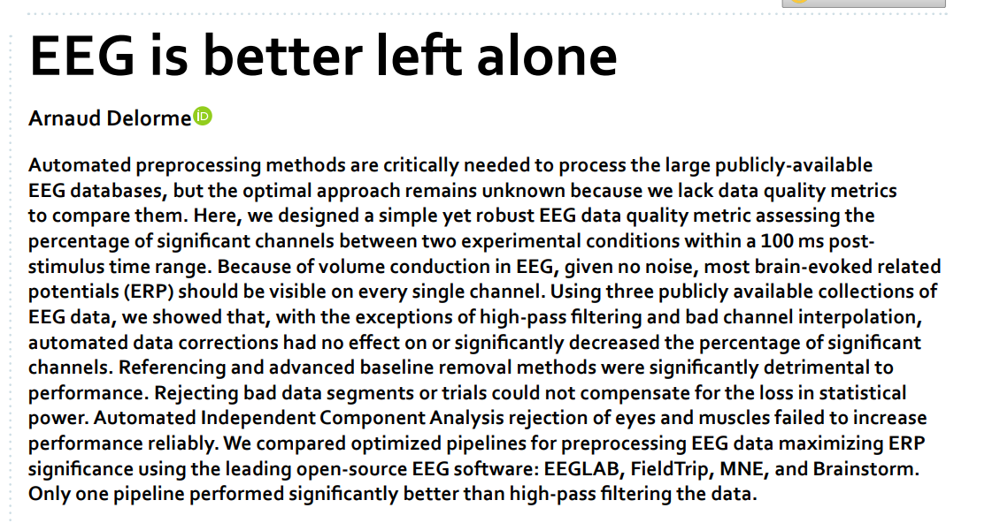 EEG is better left alone
Arnaud Delorme iD
Automated preprocessing methods are critically needed to process the large publicly-available
EEG databases, but the optimal approach remains unknown because we lack data quality metrics
to compare them. Here, we designed a simple yet robust EEG data quality metric assessing the
percentage of significant channels between two experimental conditions within a 100 ms post-
stimulus time range. Because of volume conduction in EEG, given no noise, most brain-evoked related
potentials (ERP) should be visible on every single channel. Using three publicly available collections of
EEG data, we showed that, with the exceptions of high-pass filtering and bad channel interpolation,
automated data corrections had no effect on or significantly decreased the percentage of significant
channels. Referencing and advanced baseline removal methods were significantly detrimental to
performance. Rejecting bad data segments or trials could not compensate for the loss in statistical
power. Automated Independent Component Analysis rejection of eyes and muscles failed to increase
performance reliably. We compared optimized pipelines for preprocessing EEG data maximizing ERP
significance using the leading open-source EEG software: EEGLAB, FieldTrip, MNE, and Brainstorm.
Only one pipeline performed significantly better than high-pass filtering the data.